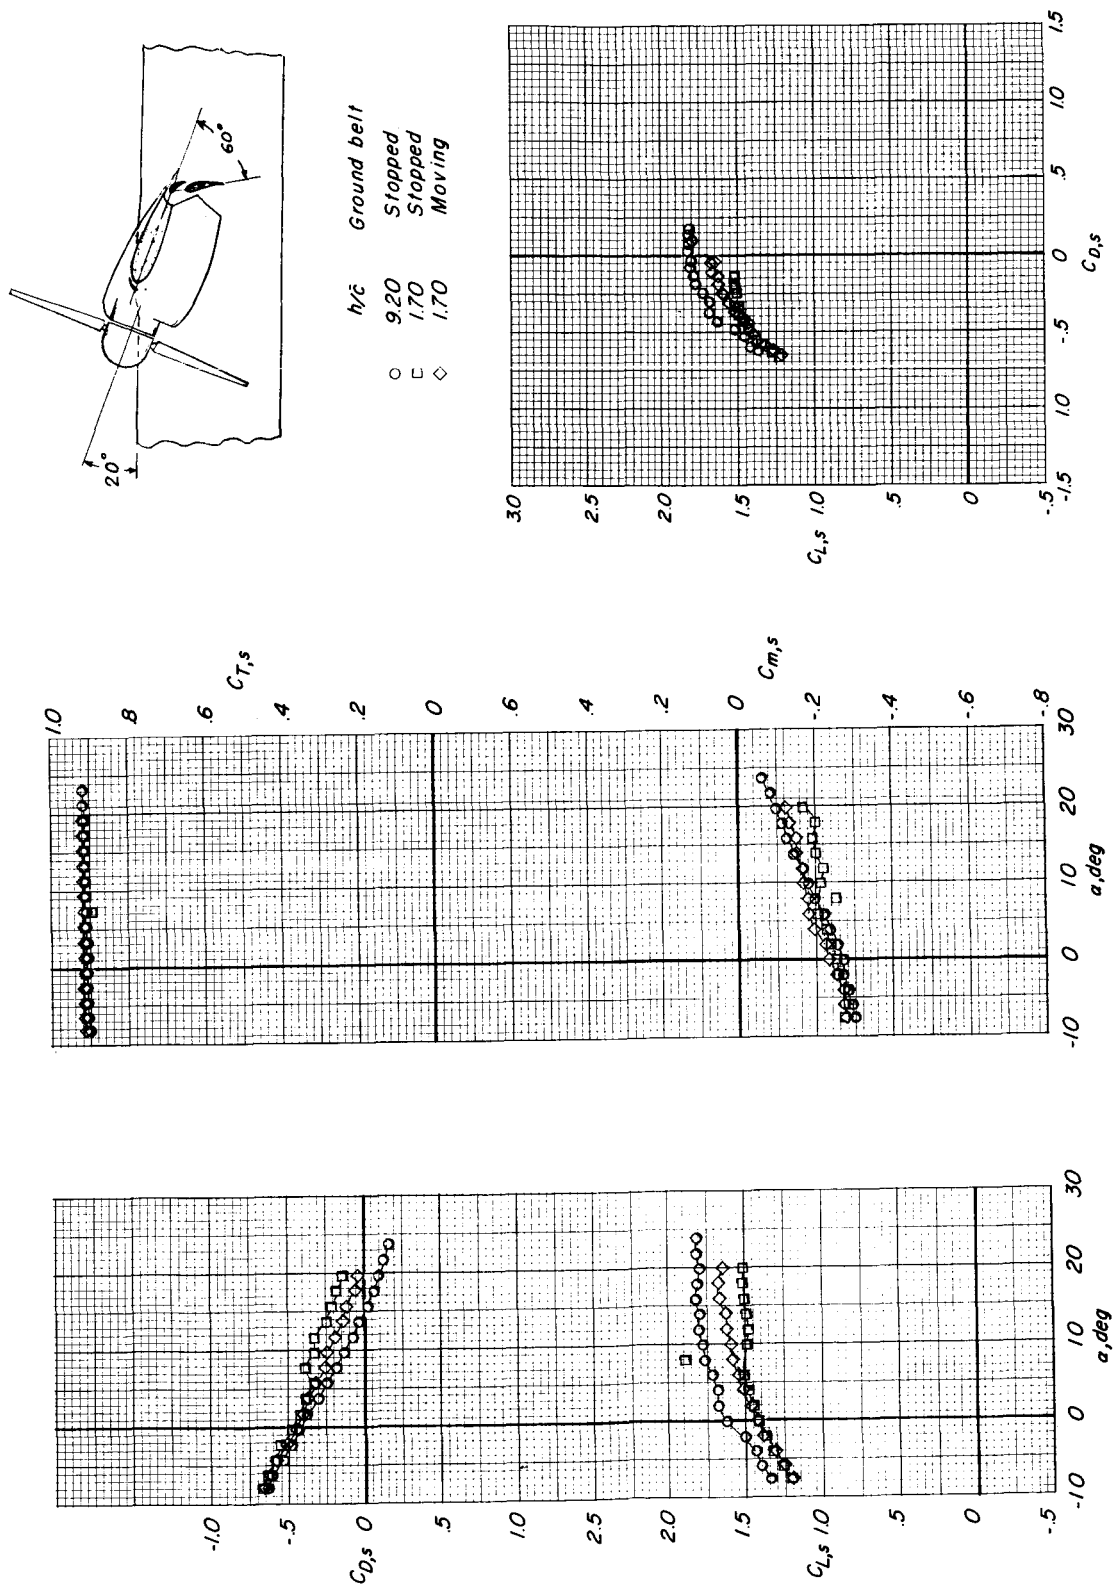 20°
60°
h/c̄ Ground belt
○ 9.20 Stopped
□ 1.70 Stopped
◇ 1.70 Moving
-1.0
-.5
C_D,s 0
.5
1.0
2.0
1.5
C_L,s 1.0
0
-.5
-10 0 10 20 30
α, deg
1.0
.8
.6
.4 C_T,s
.2
0
.6
.4
.2
0 C_m,s
-.2
-.4
-.6
-.8
-10 0 10 20 30
α, deg
3.0
2.5
2.0
1.5
C_L,s 1.0
0
-.5
-1.5 1.0 -.5 0 .5 1.0 1.5
C_D,s